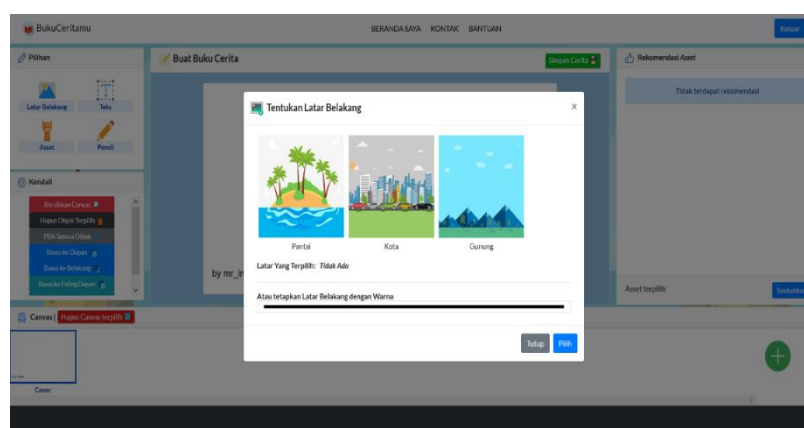 BukuCeritamu
BERANDA SAYA KONTAK BANTUAN
Keluar
Pilihan
Latar Belakang
Teks
Asset
Pensil
Kendali
Bersihkan Canvas
Hapus Objek Terpilih
Pilih Semua Objek
Bawa ke Depan
Bawa ke Belakang
Bawa ke Paling Depan
Buat Buku Cerita
Simpan Cerita
by mr_ir
Tentukan Latar Belakang
×
Pantai
Kota
Gunung
Latar Yang Terpilih: Tidak Ada
Atau tetapkan Latar Belakang dengan Warna
Tutup
Pilih
Rekomendasi Asset
Tidak terdapat rekomendasi
Asset terpilih:
Canvas | Hapus Canvas terpilih
Cover